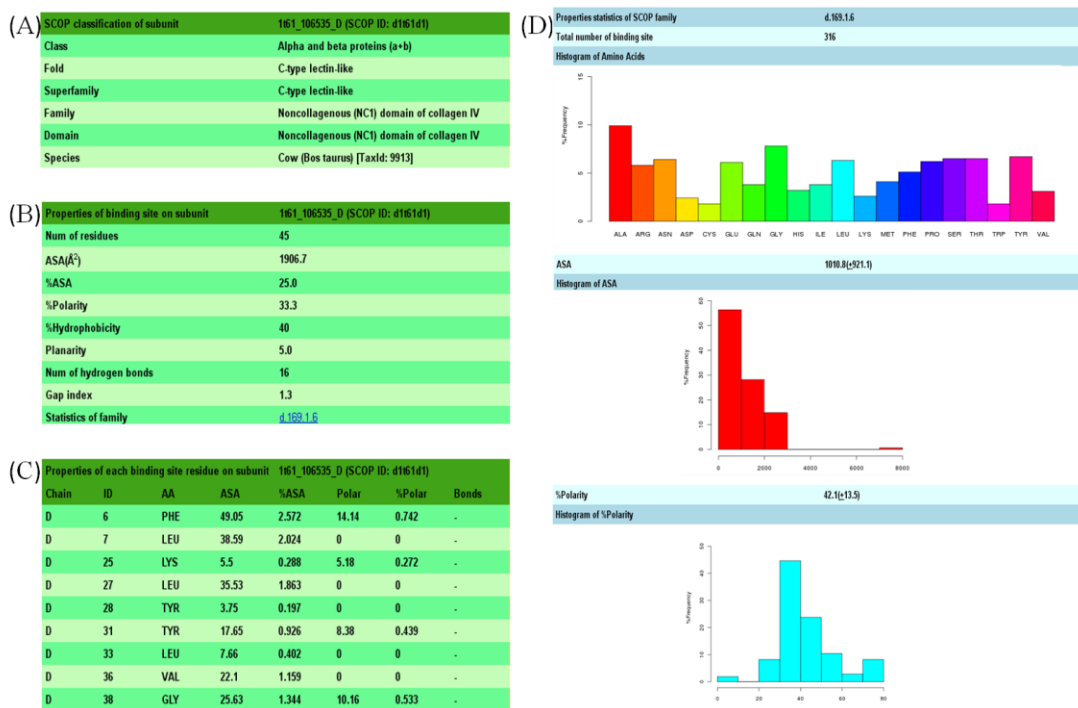 (A)
SCOP classification of subunit 1t61_106535_D (SCOP ID: d1t61d1)
Class Alpha and beta proteins (a+b)
Fold C-type lectin-like
Superfamily C-type lectin-like
Family Noncollagenous (NC1) domain of collagen IV
Domain Noncollagenous (NC1) domain of collagen IV
Species Cow (Bos taurus) [TaxId: 9913]
(B)
Properties of binding site on subunit 1t61_106535_D (SCOP ID: d1t61d1)
Num of residues 45
ASA(Å²) 1906.7
%ASA 25.0
%Polarity 33.3
%Hydrophobicity 40
Planarity 5.0
Num of hydrogen bonds 16
Gap index 1.3
Statistics of family d.169.1.6
(C)
Properties of each binding site residue on subunit 1t61_106535_D (SCOP ID: d1t61d1)
Chain ID AA ASA %ASA Polar %Polar Bonds
D 6 PHE 49.05 2.572 14.14 0.742 -
D 7 LEU 38.59 2.024 0 0 -
D 25 LYS 5.5 0.288 5.18 0.272 -
D 27 LEU 35.53 1.863 0 0 -
D 28 TYR 3.75 0.197 0 0 -
D 31 TYR 17.65 0.926 8.38 0.439 -
D 33 LEU 7.66 0.402 0 0 -
D 36 VAL 22.1 1.159 0 0 -
D 38 GLY 25.63 1.344 10.16 0.533 -
(D)
Properties statistics of SCOP family d.169.1.6
Total number of binding site 316
Histogram of Amino Acids
%Frequency
15
10
5
0
ALA ARG ASN ASP CYS GLU GLN GLY HIS ILE LEU LYS MET PHE PRO SER THR TRP TYR VAL
ASA 1010.8(±921.1)
Histogram of ASA
%Frequency
60
50
40
30
20
10
0
0 2000 4000 6000 8000
%Polarity 42.1(±13.5)
Histogram of %Polarity
%Frequency
50
40
30
20
10
0
0 20 40 60 80